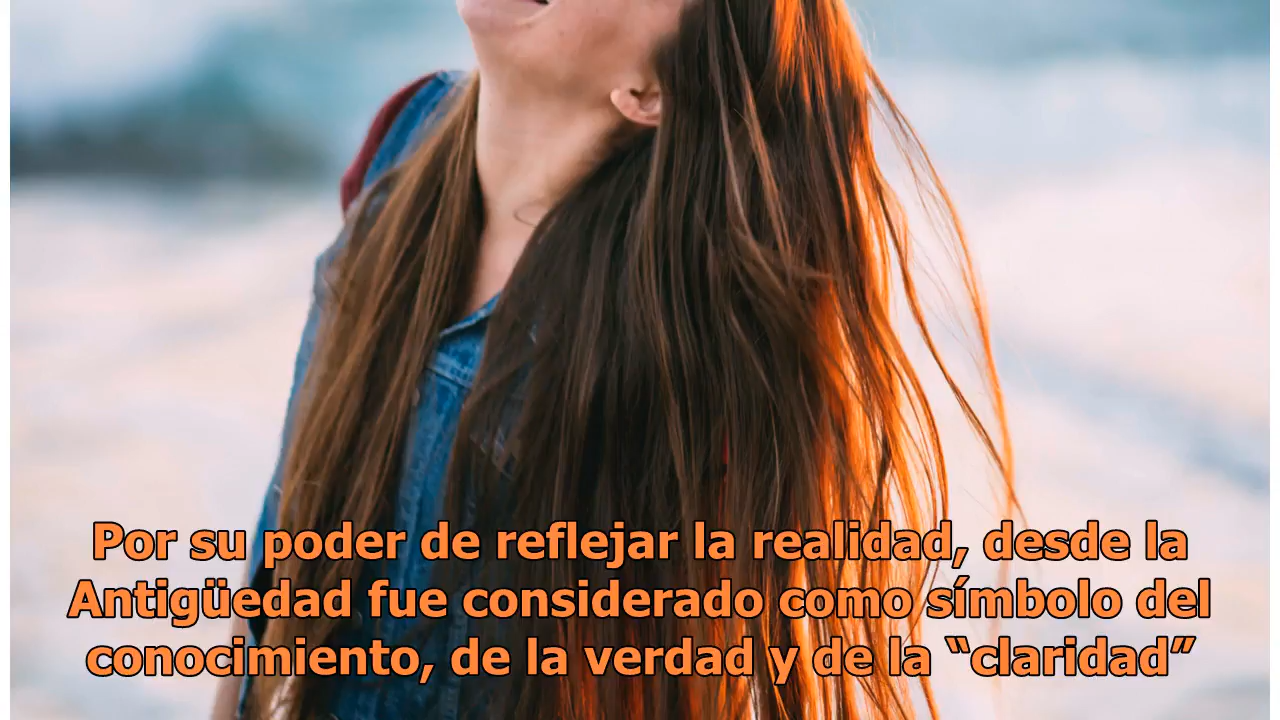 Por su poder de reflejar la realidad, desde la
Antigüedad fue considerado como símbolo del
conocimiento, de la verdad y de la “claridad”